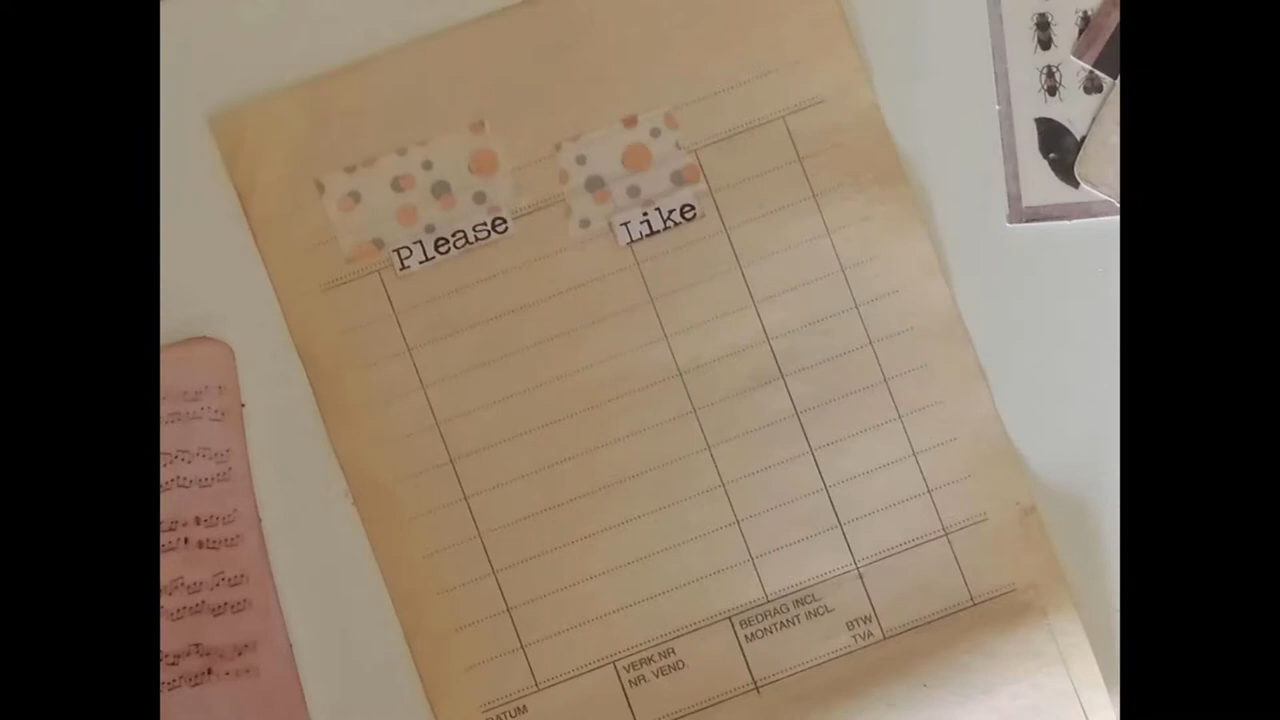 Please
Like
BEDRAG INCL.
MONTANT INCL.
BTW
TVA
VERK.NR
NR. VEND.
DATUM